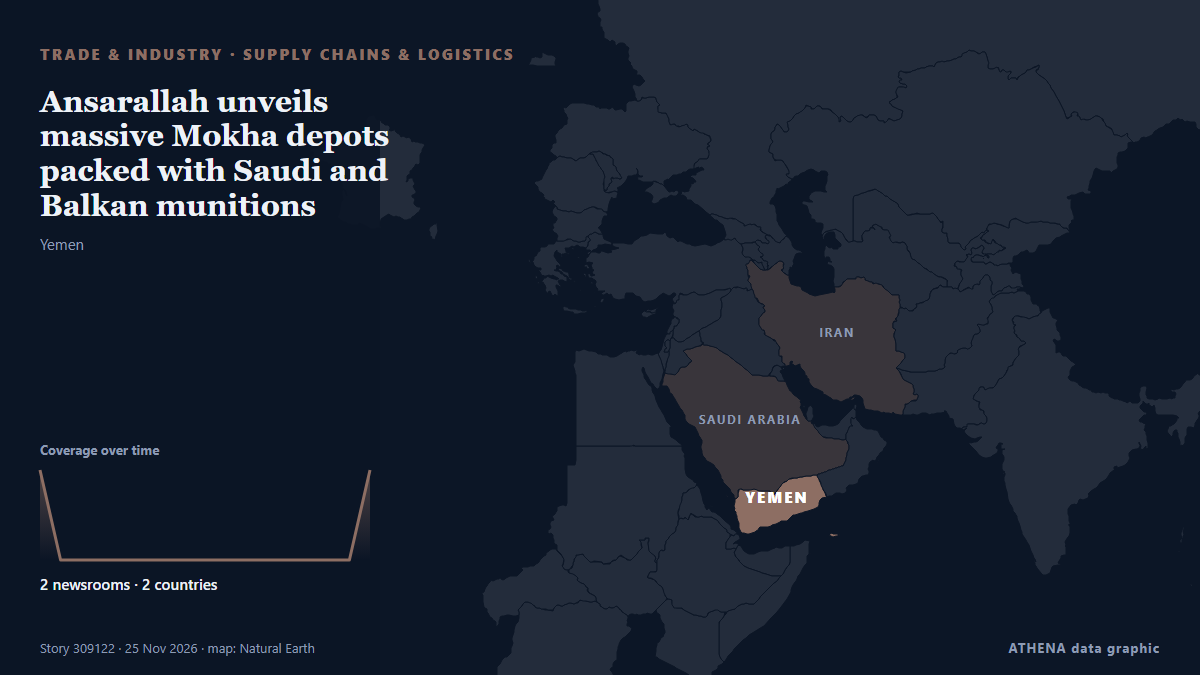 TRADE & INDUSTRY · SUPPLY CHAINS & LOGISTICS
Ansarallah unveils
massive Mokha depots
packed with Saudi and
Balkan munitions
Yemen
IRAN
SAUDI ARABIA
YEMEN
Coverage over time
2 newsrooms · 2 countries
Story 309122 · 25 Nov 2026 · map: Natural Earth
ATHENA data graphic